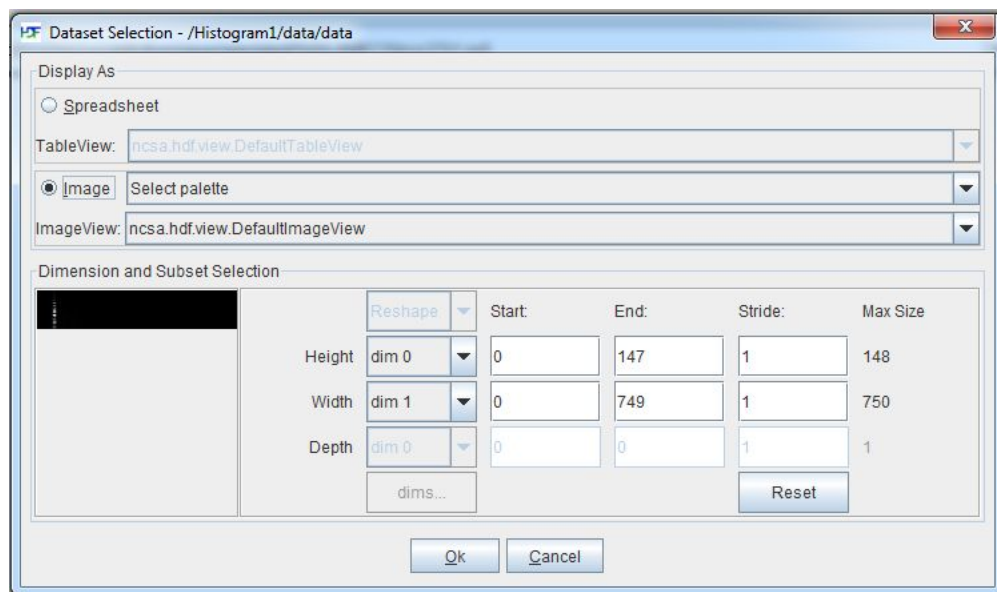 HDF Dataset Selection - /Histogram1/data/data
Display As
Spreadsheet
TableView: ncsa.hdf.view.DefaultTableView
Image Select palette
ImageView: ncsa.hdf.view.DefaultImageView
Dimension and Subset Selection
Reshape Start: End: Stride: Max Size
Height dim 0 0 147 1 148
Width dim 1 0 749 1 750
Depth dim 0 0 0 1 1
dims... Reset
Ok Cancel